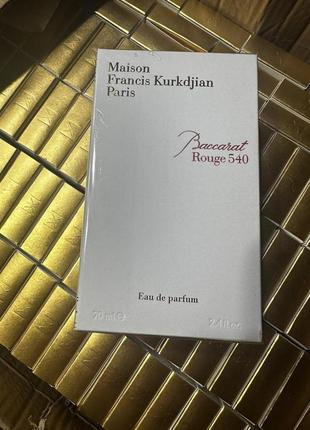 Maison
Francis Kurkdjian
Paris
Baccarat
Rouge 540
Eau de parfum
70 ml e 2.4 fl.oz.